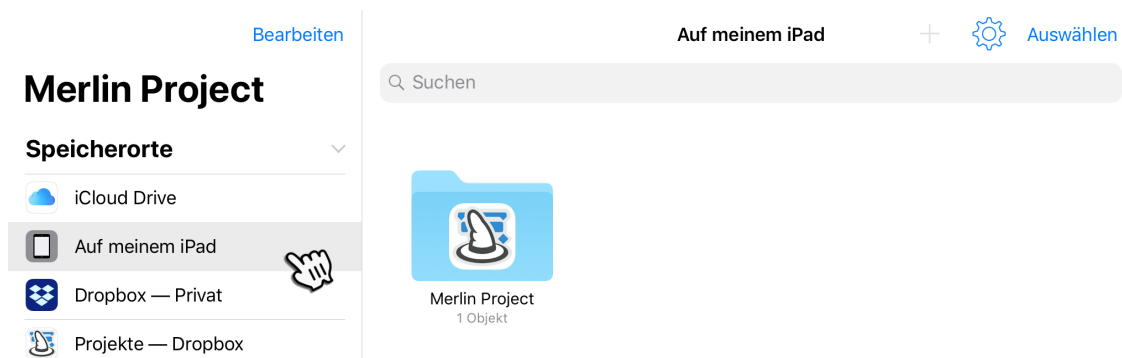 Bearbeiten
Merlin Project
Speicherorte
iCloud Drive
Auf meinem iPad
Dropbox — Privat
Projekte — Dropbox
Auf meinem iPad
Auswählen
Suchen
Merlin Project
1 Objekt